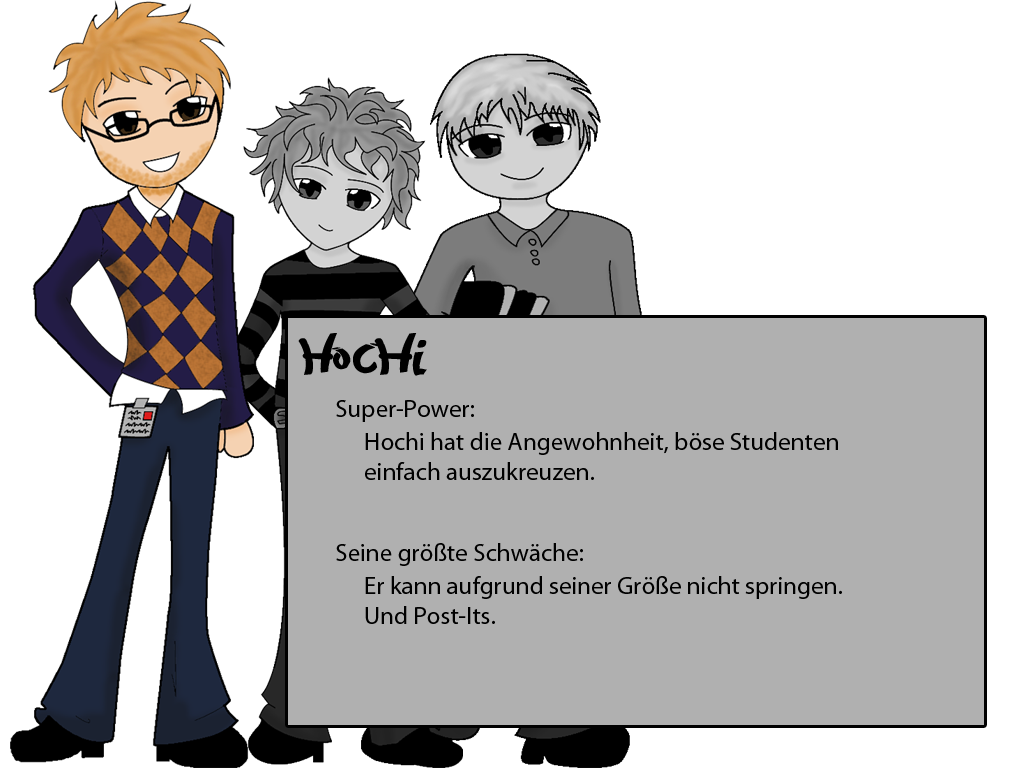 HocHi
Super-Power:
Hochi hat die Angewohnheit, böse Studenten
einfach auszukreuzen.
Seine größte Schwäche:
Er kann aufgrund seiner Größe nicht springen.
Und Post-Its.